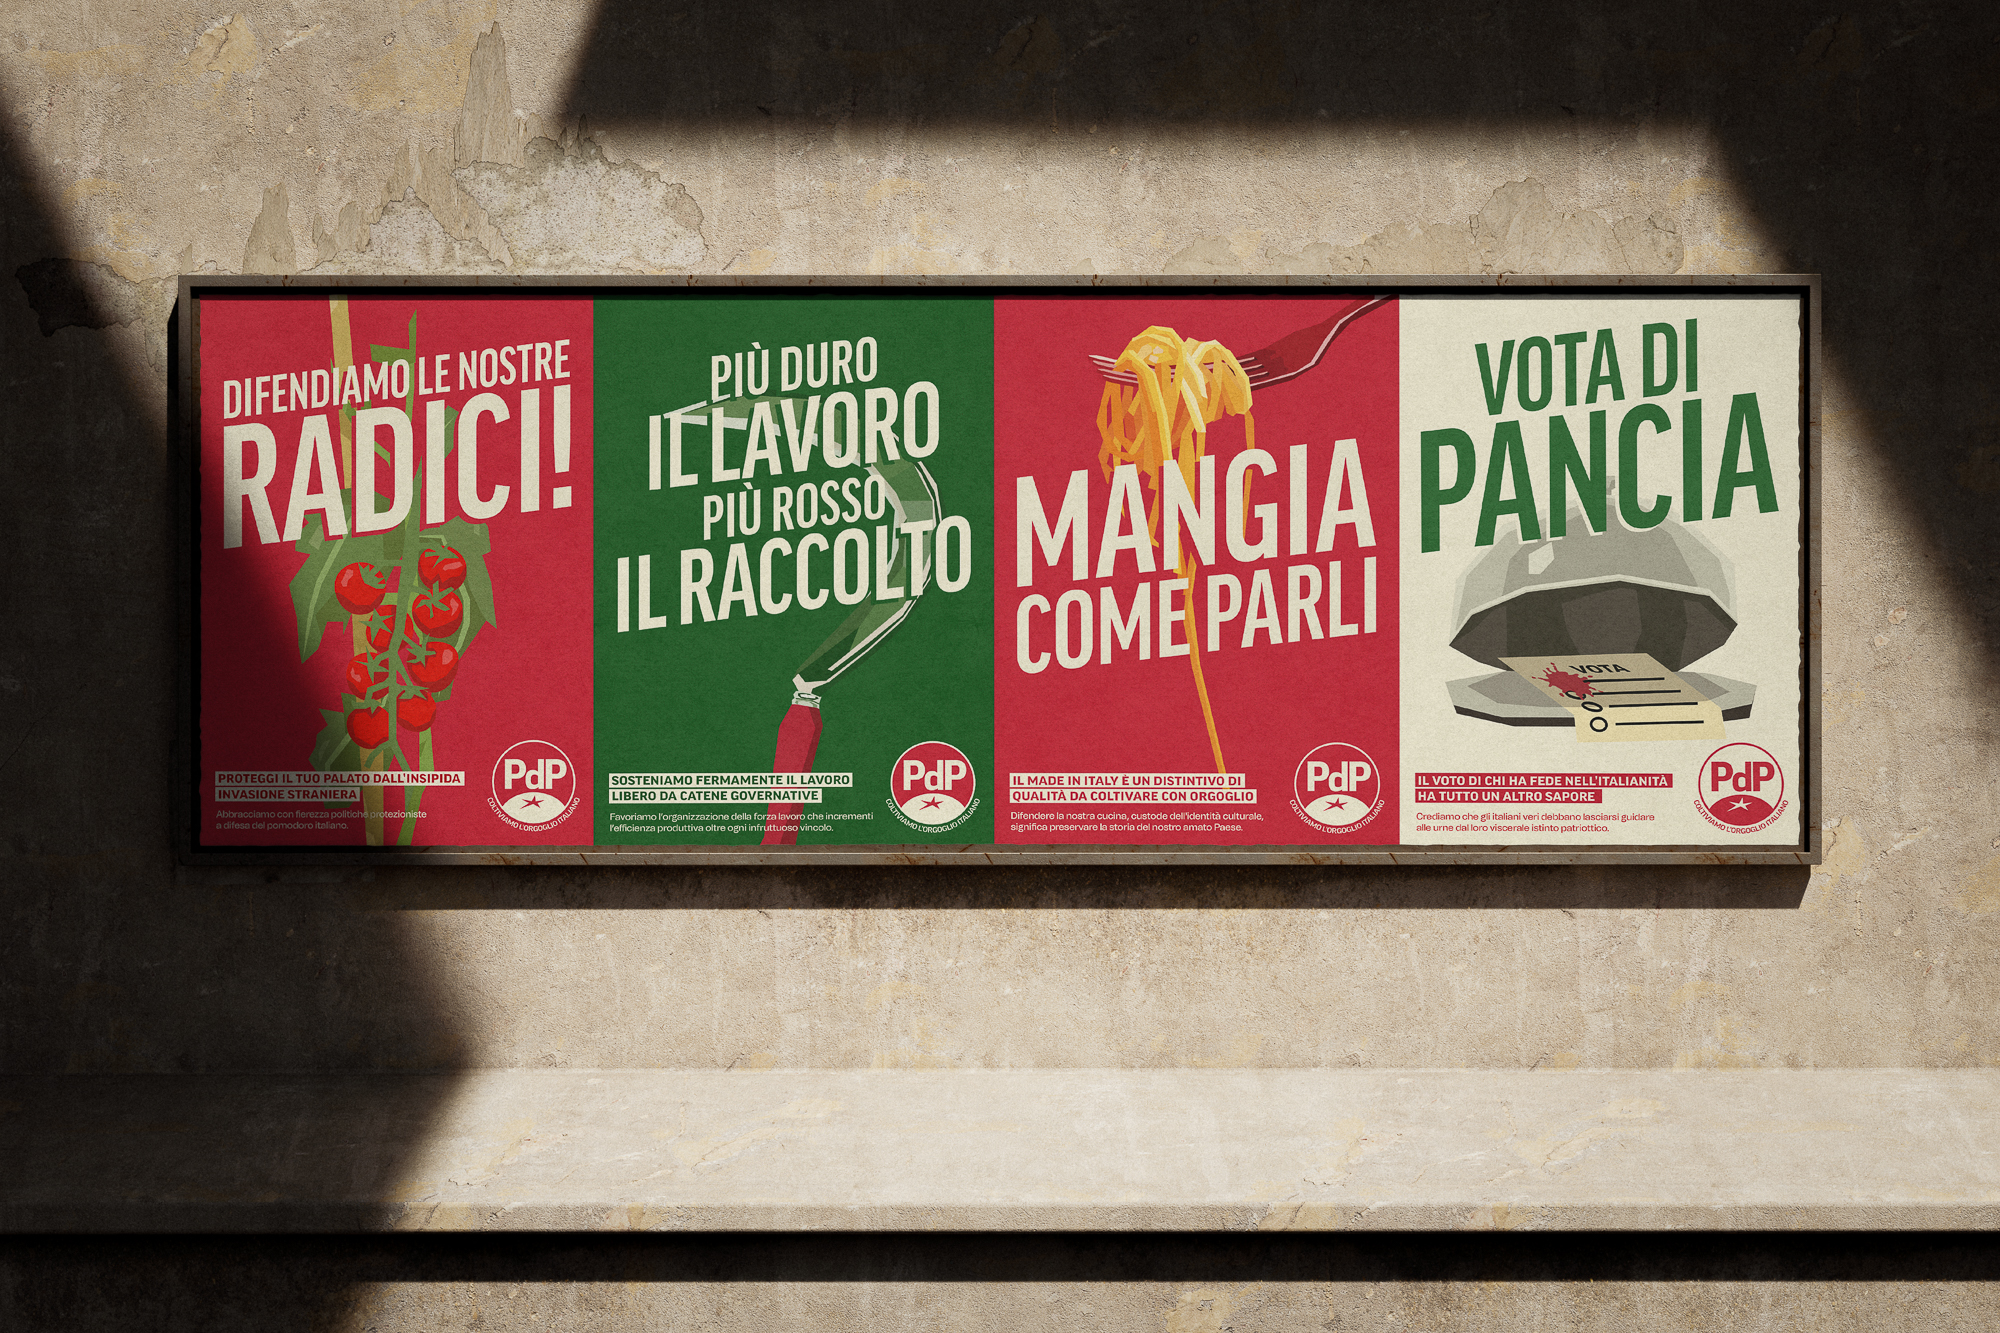 DIFENDIAMO LE NOSTRE
RADICI!
PROTEGGI IL TUO PALATO DALL'INSIPIDA
INVASIONE STRANIERA
Abbracciamo con fierezza politiche protezioniste
a difesa del pomodoro italiano.
PdP
COLTIVIAMO L'ORGOGLIO ITALIANO
PIÙ DURO
IL LAVORO
PIÙ ROSSO
IL RACCOLTO
SOSTENIAMO FERMAMENTE IL LAVORO
LIBERO DA CATENE GOVERNATIVE
Favoriamo l'organizzazione della forza lavoro che incrementi
l'efficienza produttiva oltre ogni infruttuoso vincolo.
PdP
COLTIVIAMO L'ORGOGLIO ITALIANO
MANGIA
COME PARLI
IL MADE IN ITALY È UN DISTINTIVO DI
QUALITÀ DA COLTIVARE CON ORGOGLIO
Difendere la nostra cucina, custode dell'identità culturale,
significa preservare la storia del nostro amato Paese.
PdP
COLTIVIAMO L'ORGOGLIO ITALIANO
VOTA DI
PANCIA
VOTA
IL VOTO DI CHI HA FEDE NELL'ITALIANITÀ
HA TUTTO UN ALTRO SAPORE
Crediamo che gli italiani veri debbano lasciarsi guidare
alle urne dal loro viscerale istinto patriottico.
PdP
COLTIVIAMO L'ORGOGLIO ITALIANO